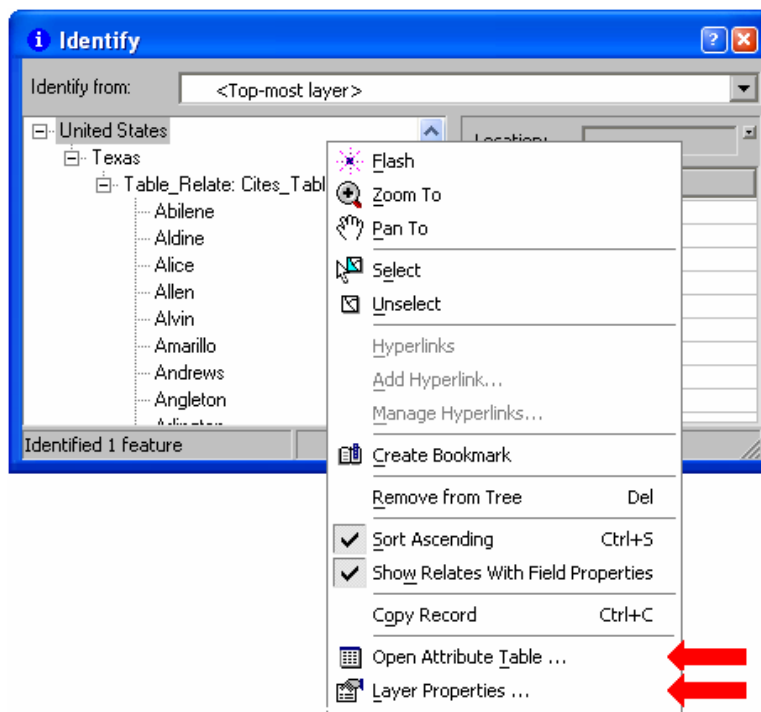 Identify
Identify from:
<Top-most layer>
United States
Texas
Table_Relate: Cites_Tabl
Abilene
Aldine
Alice
Allen
Alvin
Amarillo
Andrews
Angleton
Identified 1 feature
Flash
Zoom To
Pan To
Select
Unselect
Hyperlinks
Add Hyperlink...
Manage Hyperlinks...
Create Bookmark
Remove from Tree Del
Sort Ascending Ctrl+S
Show Relates With Field Properties
Copy Record Ctrl+C
Open Attribute Table ...
Layer Properties ...